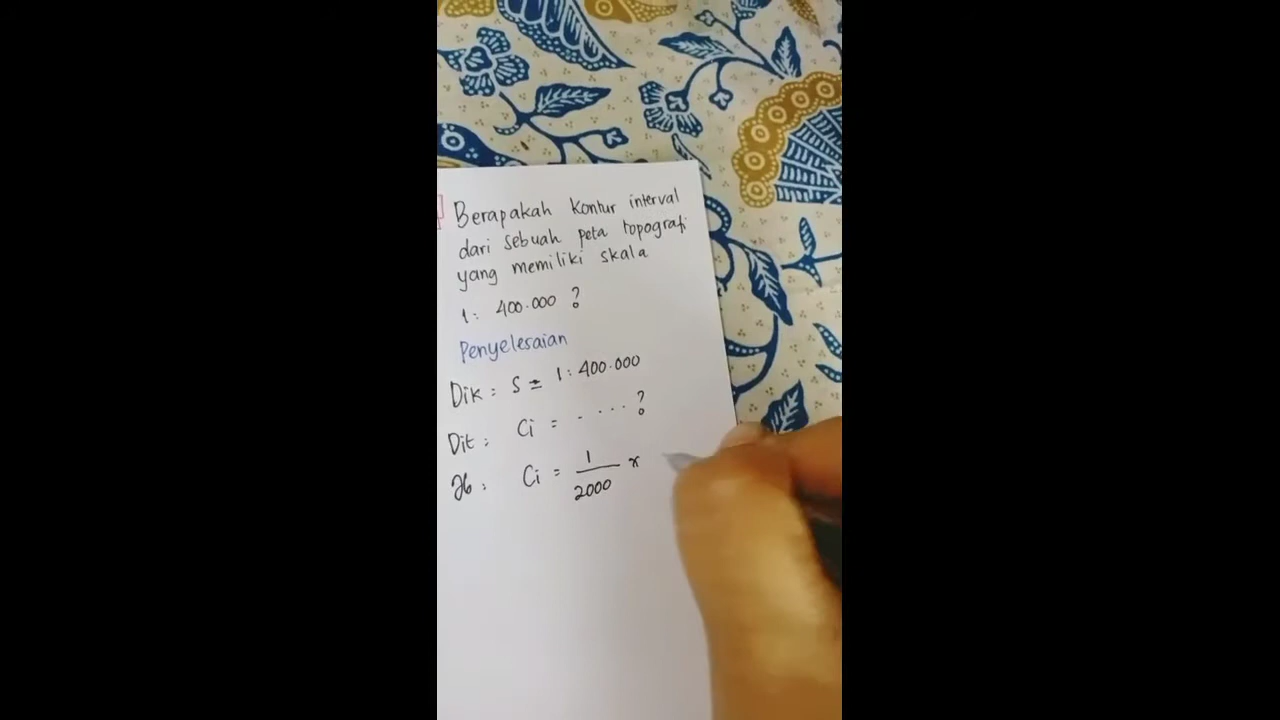 Berapakah kontur interval
dari sebuah peta topografi
yang memiliki skala
1 : 400.000 ?
Penyelesaian
Dik : S = 1 : 400.000
Dit : Ci = . . . . ?
Jb : Ci = 1/2000 x